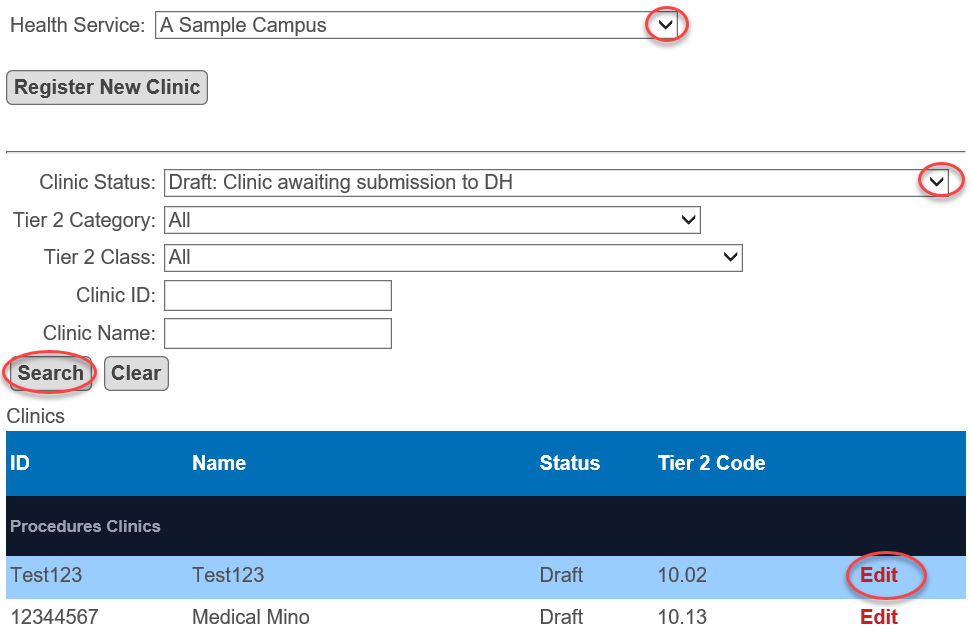 Health Service: A Sample Campus
Register New Clinic
Clinic Status: Draft: Clinic awaiting submission to DH
Tier 2 Category: All
Tier 2 Class: All
Clinic ID:
Clinic Name:
Search Clear
Clinics
ID Name Status Tier 2 Code
Procedures Clinics
Test123 Test123 Draft 10.02 Edit
12344567 Medical Mino Draft 10.13 Edit